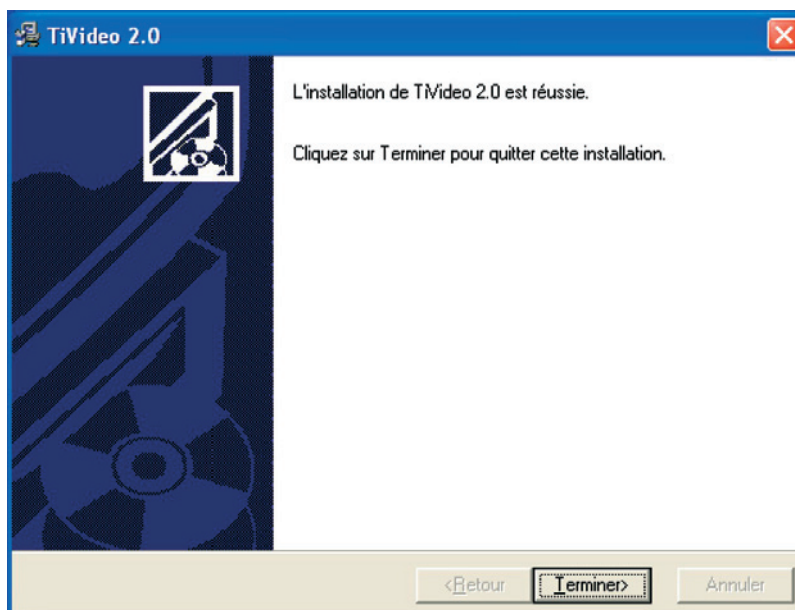 TiVideo 2.0
L'installation de TiVideo 2.0 est réussie.
Cliquez sur Terminer pour quitter cette installation.
<Retour
Terminer>
Annuler